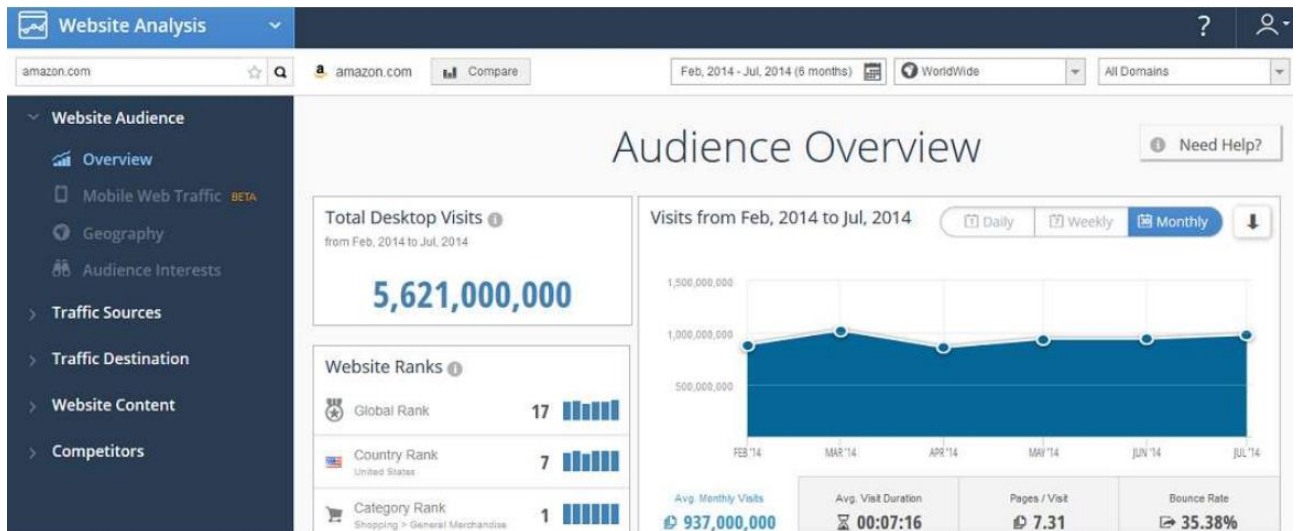 Website Analysis
?
amazon.com
a amazon.com
Compare
Feb, 2014 - Jul, 2014 (6 months)
WorldWide
All Domains
Website Audience
Overview
Mobile Web Traffic BETA
Geography
Audience Interests
Traffic Sources
Traffic Destination
Website Content
Competitors
Audience Overview
Need Help?
Total Desktop Visits
from Feb, 2014 to Jul, 2014
5,621,000,000
Website Ranks
Global Rank 17
Country Rank 7
United States
Category Rank 1
Shopping > General Merchandise
Visits from Feb, 2014 to Jul, 2014
Daily
Weekly
Monthly
1,500,000,000
1,000,000,000
500,000,000
FEB '14 MAR '14 APR '14 MAY '14 JUN '14 JUL '14
Avg. Monthly Visits
937,000,000
Avg. Visit Duration
00:07:16
Pages / Visit
7.31
Bounce Rate
35.38%